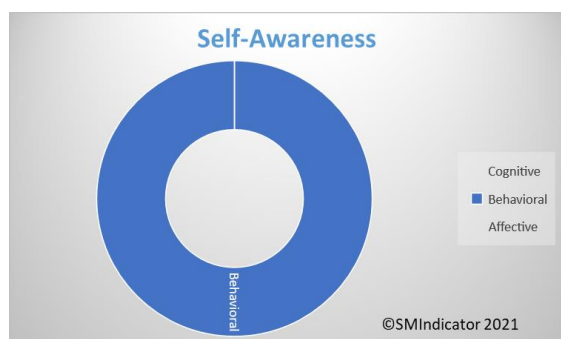 Self-Awareness
Cognitive
Behavioral
Affective
Behavioral
©SMIndicator 2021